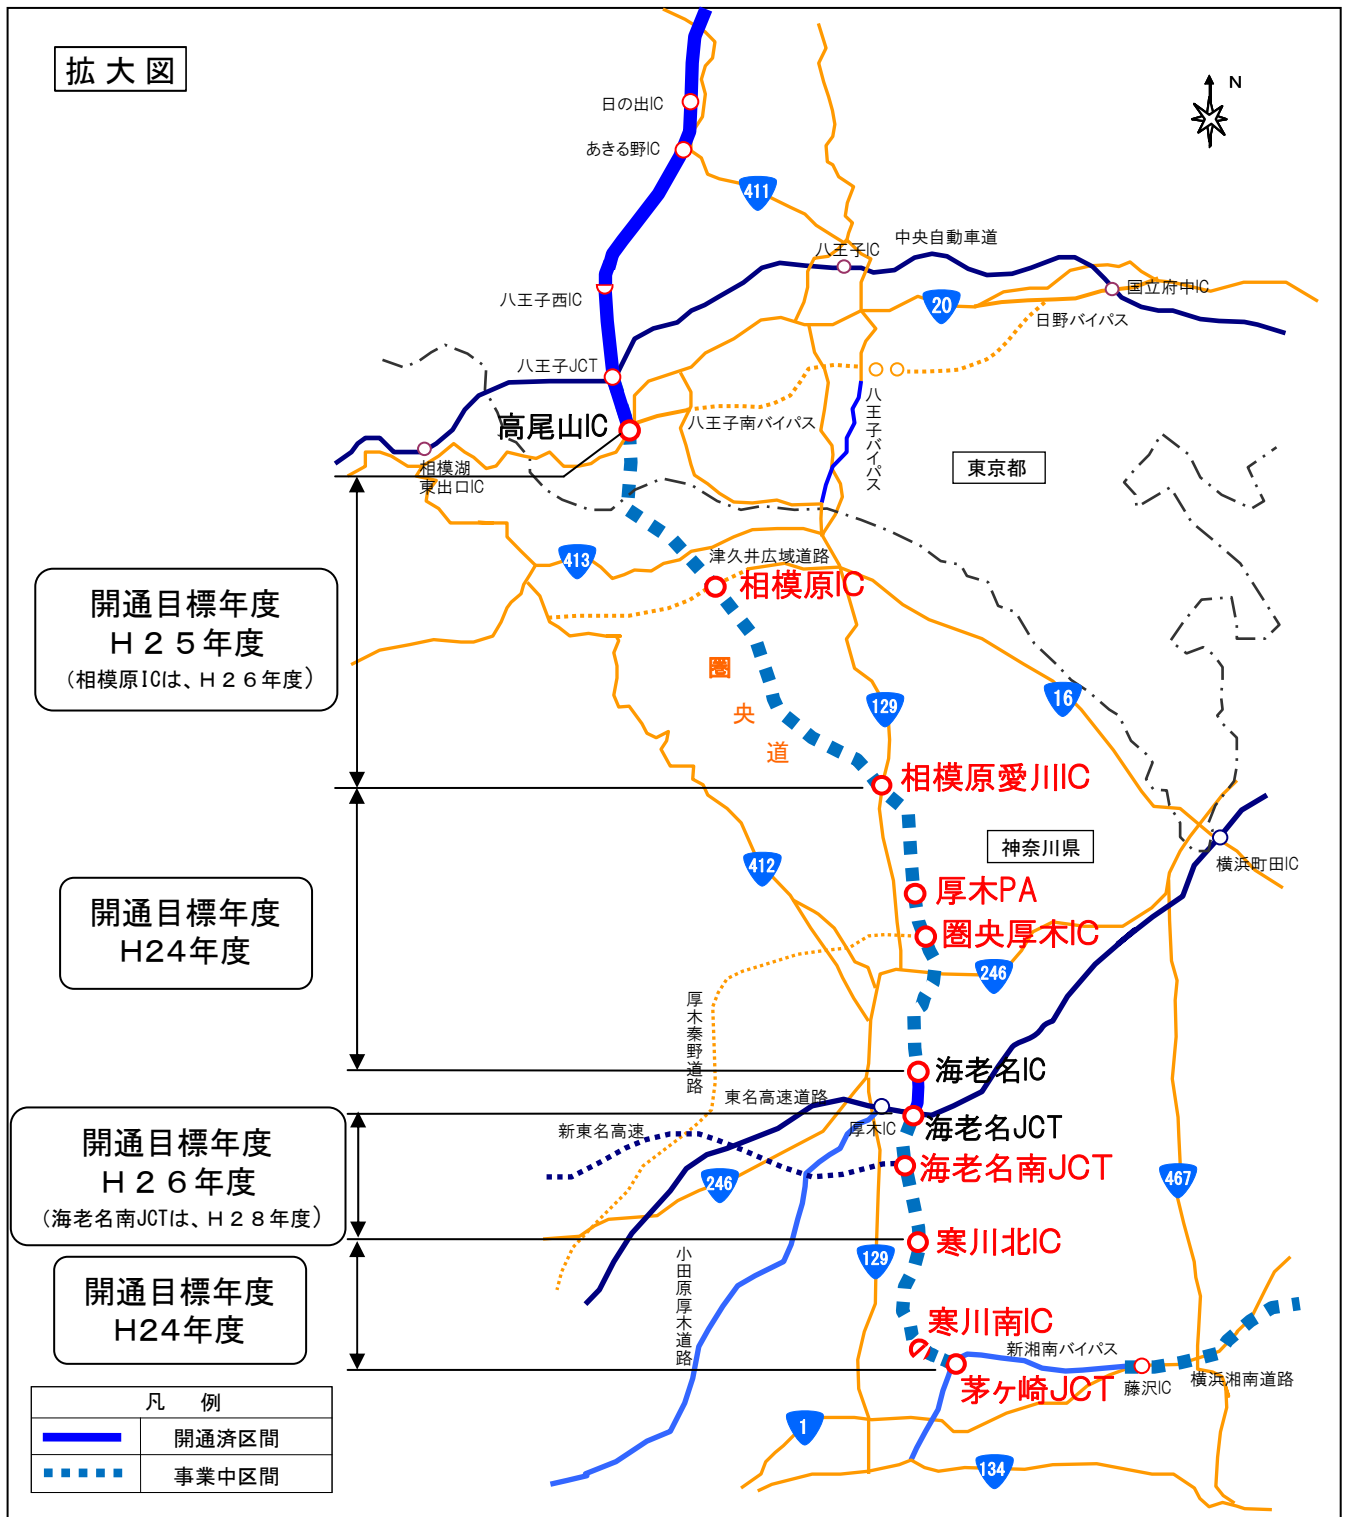 拡大図
N
日の出IC
あきる野IC
411
八王子IC
中央自動車道
八王子西IC
国立府中IC
20
日野バイパス
八王子JCT
高尾山IC
八王子南バイパス
八王子バイパス
相模湖
東出口IC
東京都
413
津久井広域道路
相模原IC
開通目標年度
H25年度
(相模原ICは、H26年度)
圏央道
129
16
相模原愛川IC
神奈川県
横浜町田IC
412
厚木PA
開通目標年度
H24年度
圏央厚木IC
246
厚木秦野道路
海老名IC
東名高速道路
厚木IC
海老名JCT
新東名高速
開通目標年度
H26年度
(海老名南JCTは、H28年度)
海老名南JCT
246
467
寒川北IC
129
小田原厚木道路
開通目標年度
H24年度
寒川南IC
新湘南バイパス
茅ヶ崎JCT
藤沢IC
横浜湘南道路
凡例
開通済区間
事業中区間
1
134